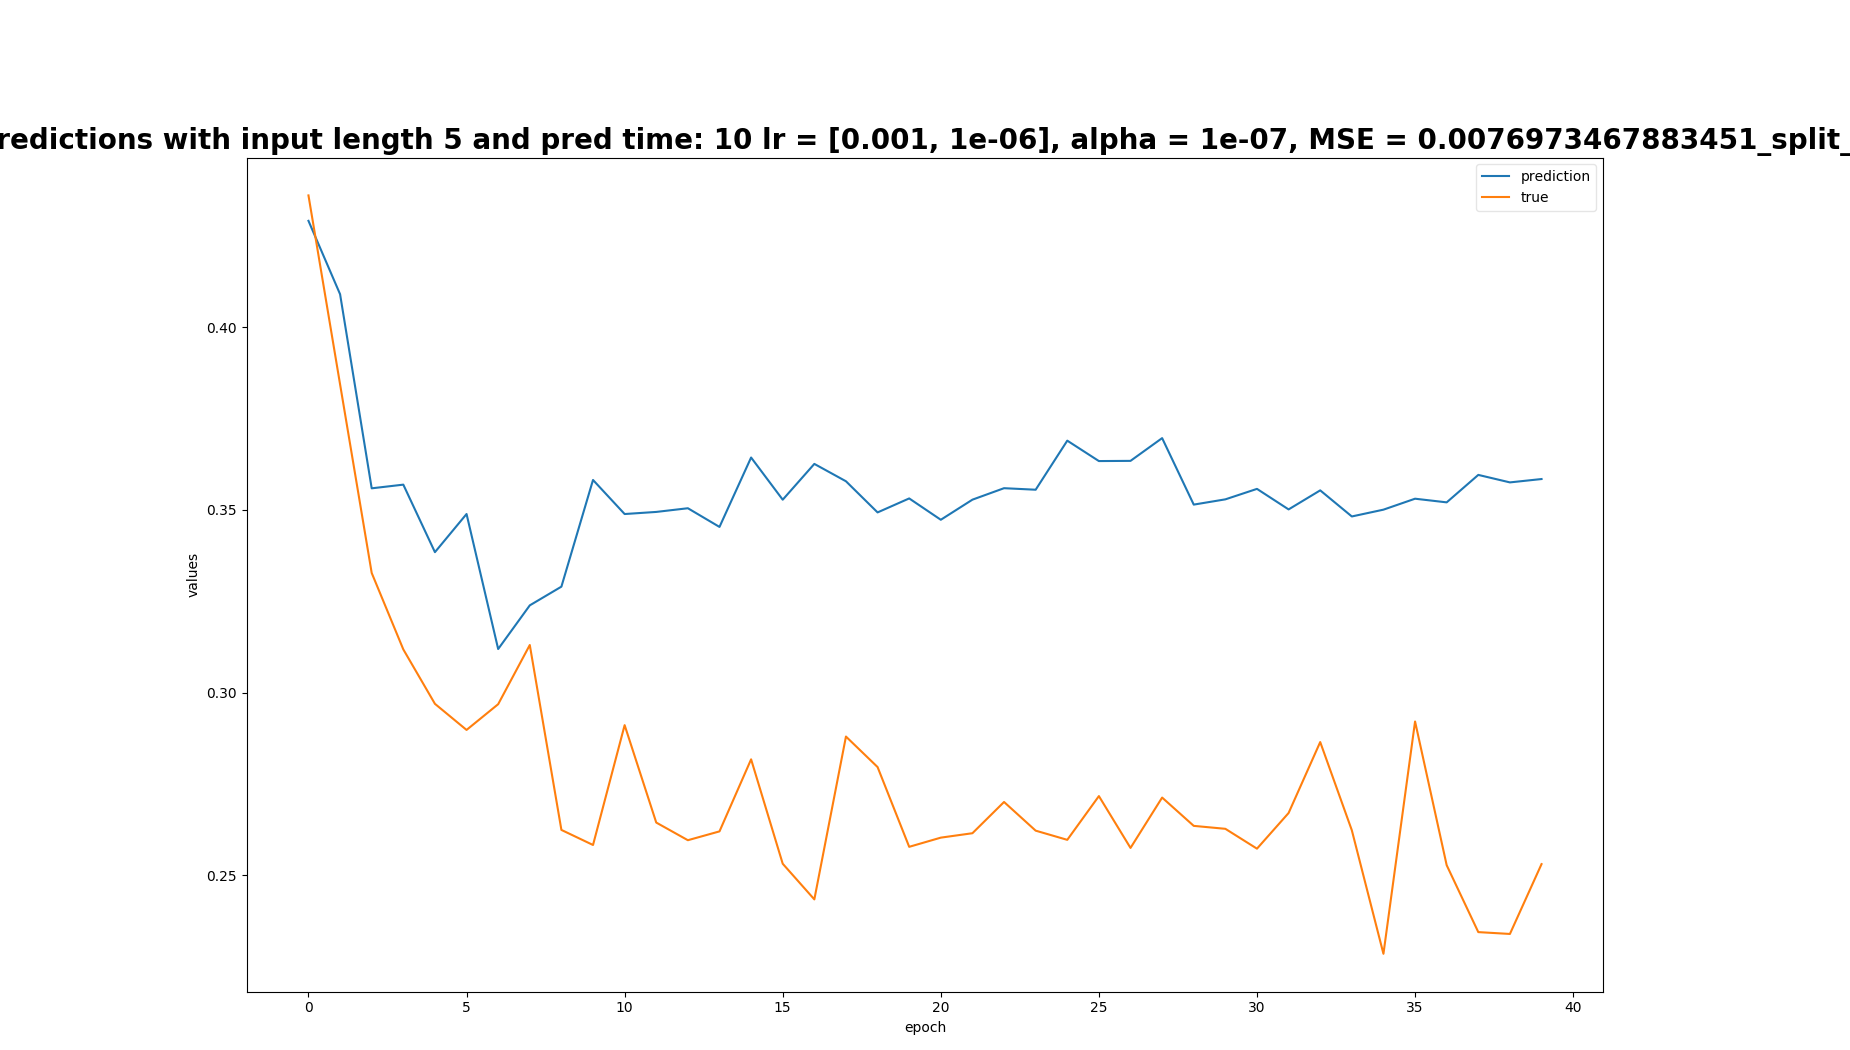 redictions with input length 5 and pred time: 10 lr = [0.001, 1e-06], alpha = 1e-07, MSE = 0.0076973467883451_split_
prediction
true
0.40
0.35
0.30
0.25
values
0 5 10 15 20 25 30 35 40
epoch